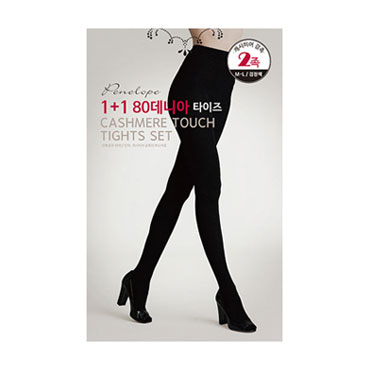 캐시미어 감촉
2족
M-L / 검정색
Penelope
1+1 80데니아 타이즈
CASHMERE TOUCH
TIGHTS SET